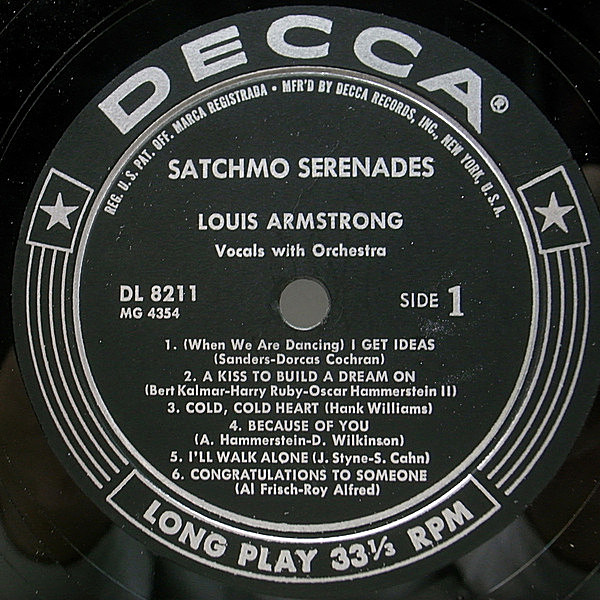 DECCA®
REG. U. S. PAT. OFF. MARCA REGISTRADA • MFR'D BY DECCA RECORDS, INC., NEW YORK, U. S. A.
SATCHMO SERENADES
LOUIS ARMSTRONG
Vocals with Orchestra
DL 8211
MG 4354
SIDE 1
1. (When We Are Dancing) I GET IDEAS
(Sanders-Dorcas Cochran)
2. A KISS TO BUILD A DREAM ON
(Bert Kalmar-Harry Ruby-Oscar Hammerstein II)
3. COLD, COLD HEART (Hank Williams)
4. BECAUSE OF YOU
(A. Hammerstein-D. Wilkinson)
5. I'LL WALK ALONE (J. Styne-S. Cahn)
6. CONGRATULATIONS TO SOMEONE
(Al Frisch-Roy Alfred)
LONG PLAY 33⅓ RPM